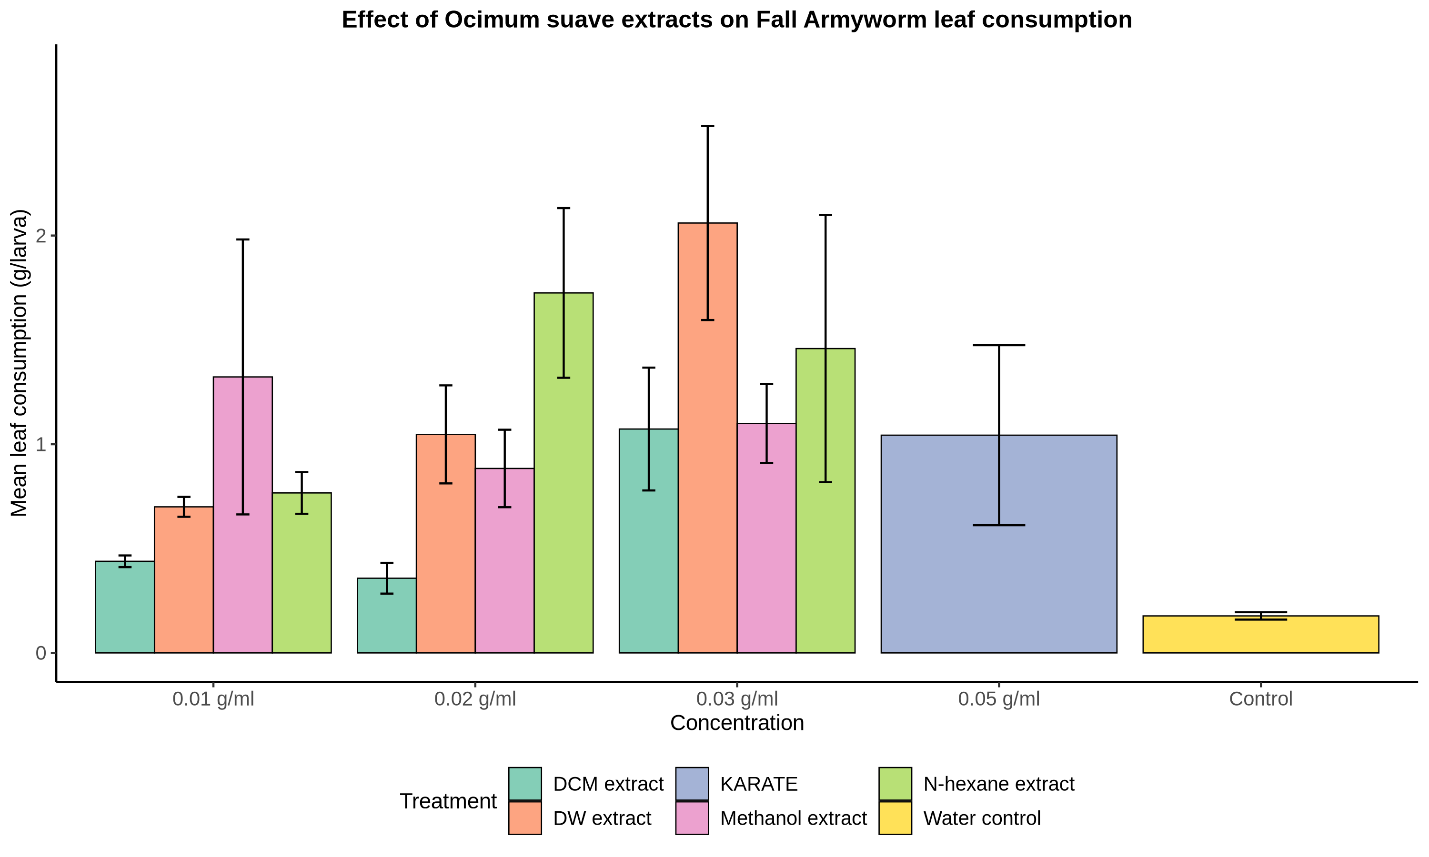 Effect of Ocimum suave extracts on Fall Armyworm leaf consumption
Mean leaf consumption (g/larva)
2
1
0
0.01 g/ml 0.02 g/ml 0.03 g/ml 0.05 g/ml Control
Concentration
Treatment
DCM extract KARATE N-hexane extract
DW extract Methanol extract Water control